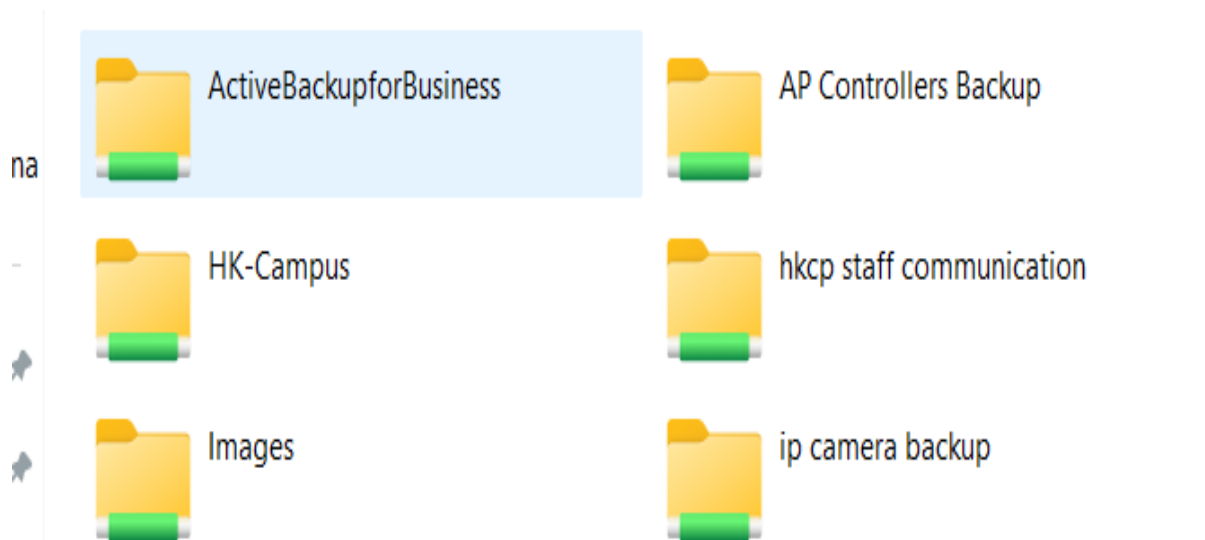 ActiveBackupforBusiness
AP Controllers Backup
na
HK-Campus
hkcp staff communication
Images
ip camera backup